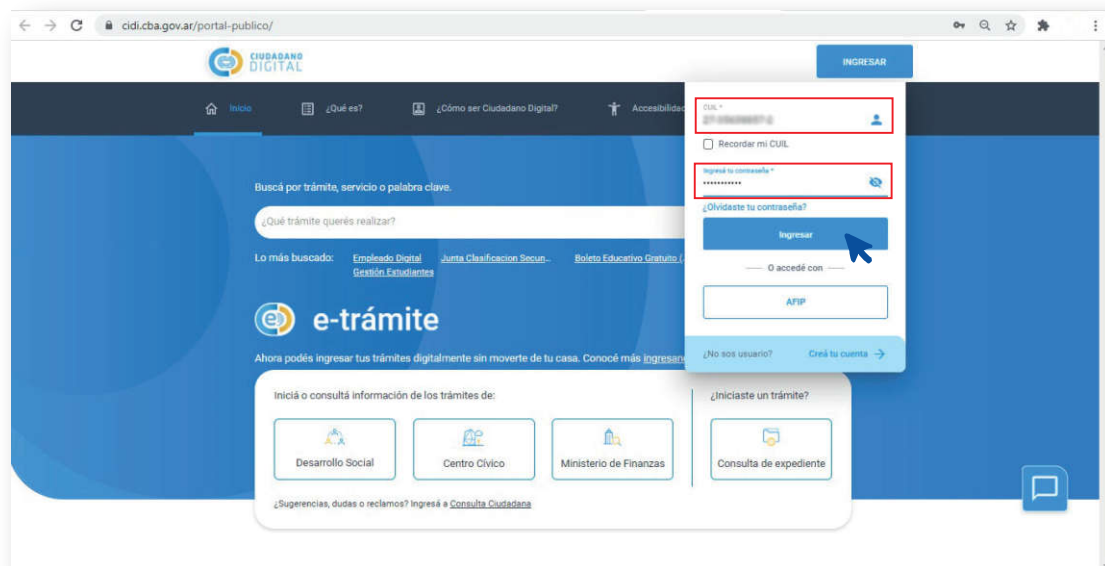 cidi.cba.gov.ar/portal-publico/
CIUDADANO
DIGITAL
INGRESAR
Inicio
¿Qué es?
¿Cómo ser Ciudadano Digital?
Accesibilidad
CUIL *
Recordar mi CUIL
Ingresá tu contraseña *
¿Olvidaste tu contraseña?
Ingresar
O accedé con
AFIP
¿No sos usuario? Creá tu cuenta →
Buscá por trámite, servicio o palabra clave.
¿Qué trámite querés realizar?
Lo más buscado: Empleado Digital Junta Clasificacion Secun... Boleto Educativo Gratuito (
Gestión Estudiantes
e-trámite
Ahora podés ingresar tus trámites digitalmente sin moverte de tu casa. Conocé más ingresan
Iniciá o consultá información de los trámites de:
¿Iniciaste un trámite?
Desarrollo Social
Centro Cívico
Ministerio de Finanzas
Consulta de expediente
¿Sugerencias, dudas o reclamos? Ingresá a Consulta Ciudadana